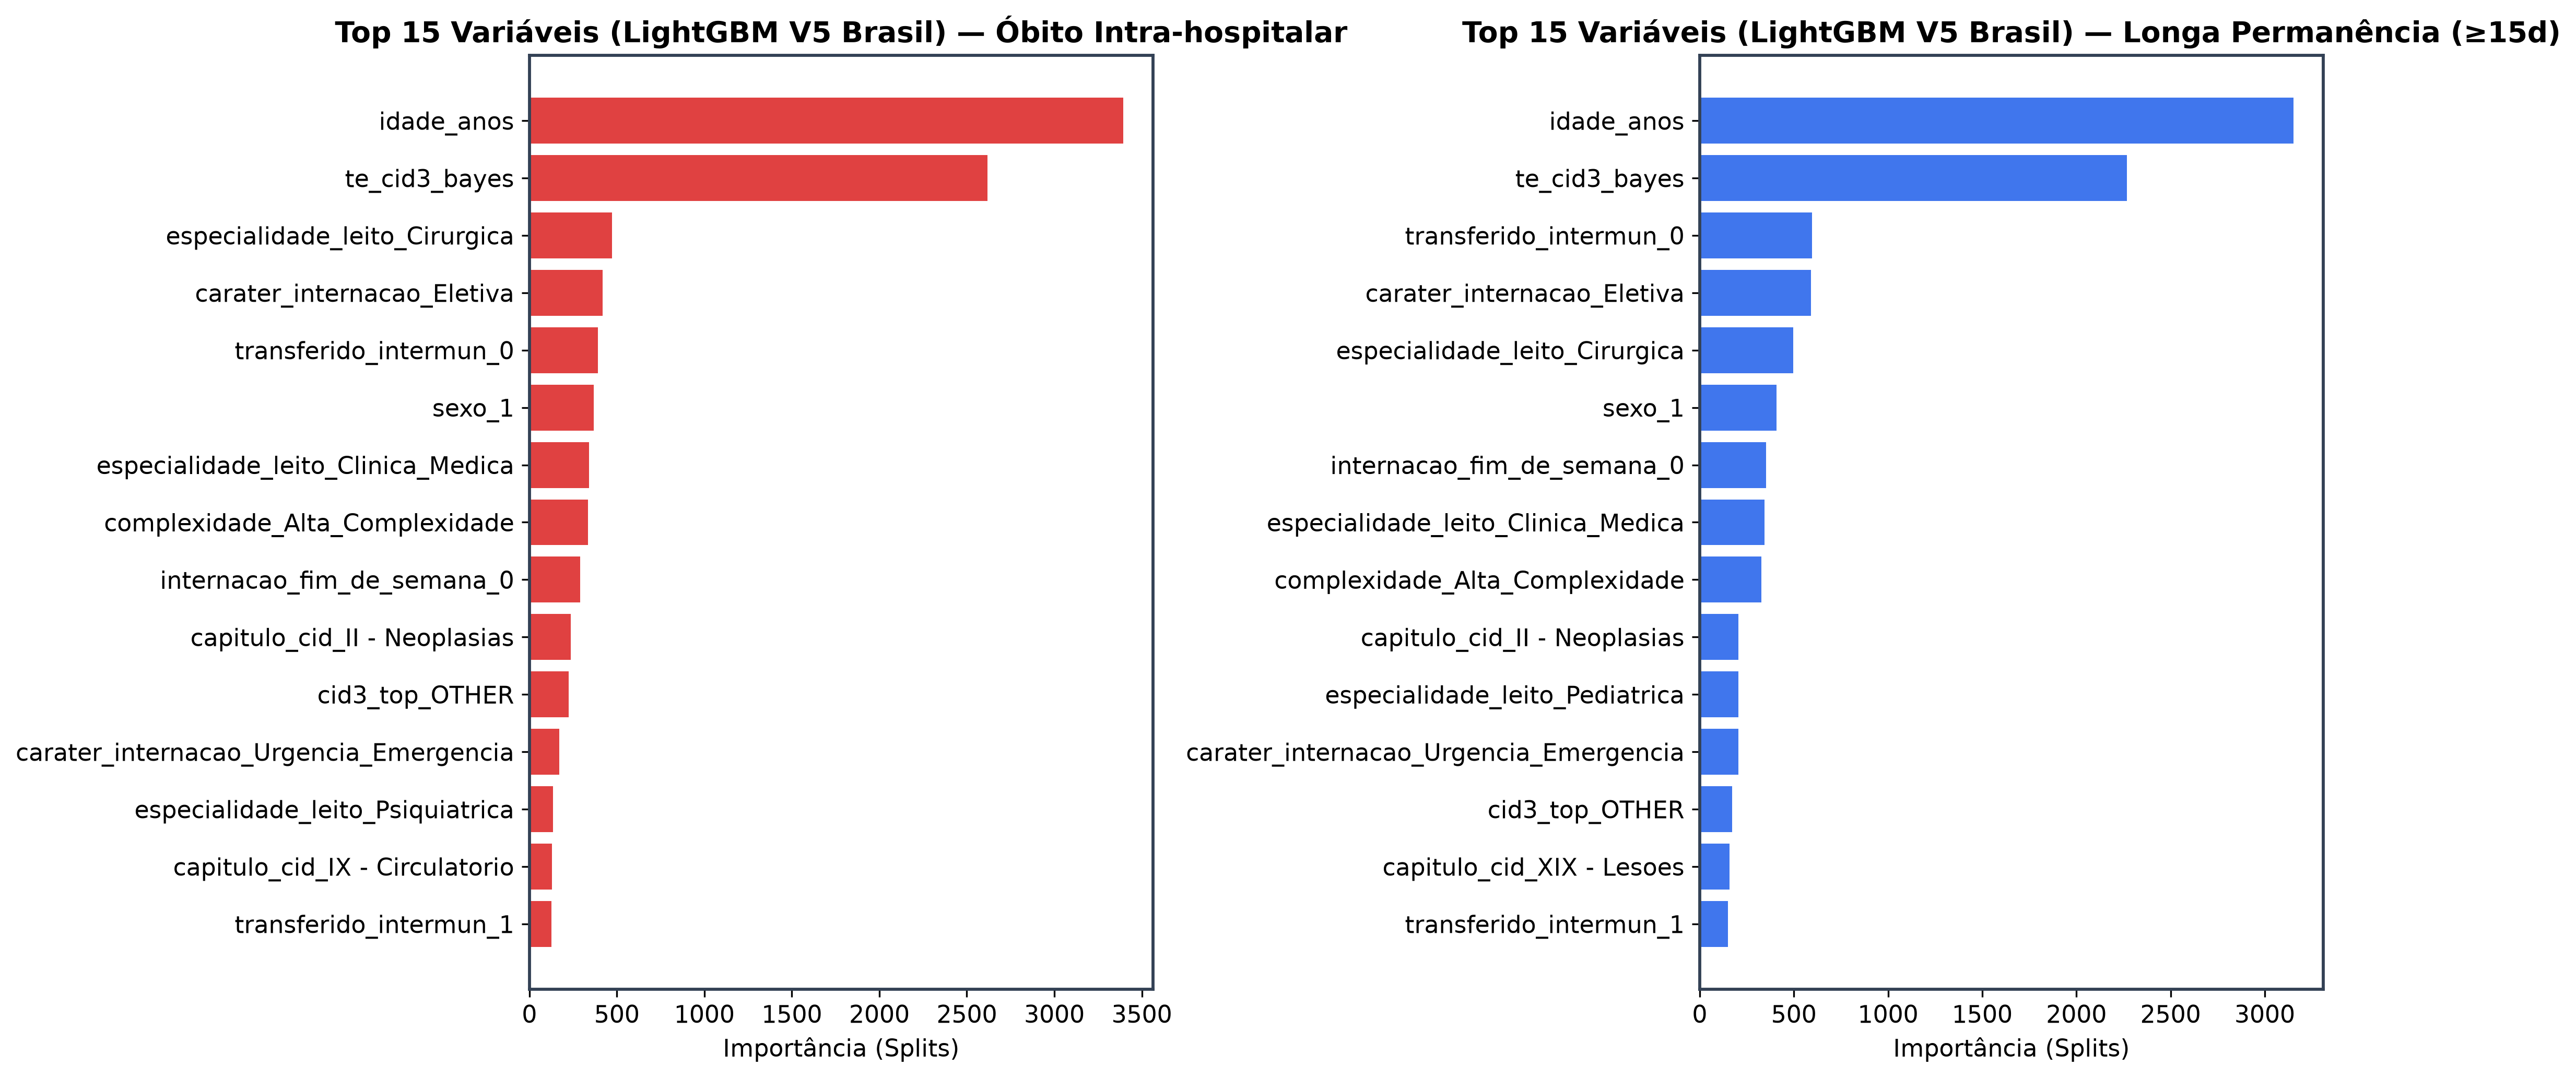 Top 15 Variáveis (LightGBM V5 Brasil) — Óbito Intra-hospitalar
idade_anos
te_cid3_bayes
especialidade_leito_Cirurgica
carater_internacao_Eletiva
transferido_intermun_0
sexo_1
especialidade_leito_Clinica_Medica
complexidade_Alta_Complexidade
internacao_fim_de_semana_0
capitulo_cid_II - Neoplasias
cid3_top_OTHER
carater_internacao_Urgencia_Emergencia
especialidade_leito_Psiquiatrica
capitulo_cid_IX - Circulatorio
transferido_intermun_1
0 500 1000 1500 2000 2500 3000 3500
Importância (Splits)
Top 15 Variáveis (LightGBM V5 Brasil) — Longa Permanência (≥15d)
idade_anos
te_cid3_bayes
transferido_intermun_0
carater_internacao_Eletiva
especialidade_leito_Cirurgica
sexo_1
internacao_fim_de_semana_0
especialidade_leito_Clinica_Medica
complexidade_Alta_Complexidade
capitulo_cid_II - Neoplasias
especialidade_leito_Pediatrica
carater_internacao_Urgencia_Emergencia
cid3_top_OTHER
capitulo_cid_XIX - Lesoes
transferido_intermun_1
0 500 1000 1500 2000 2500 3000
Importância (Splits)